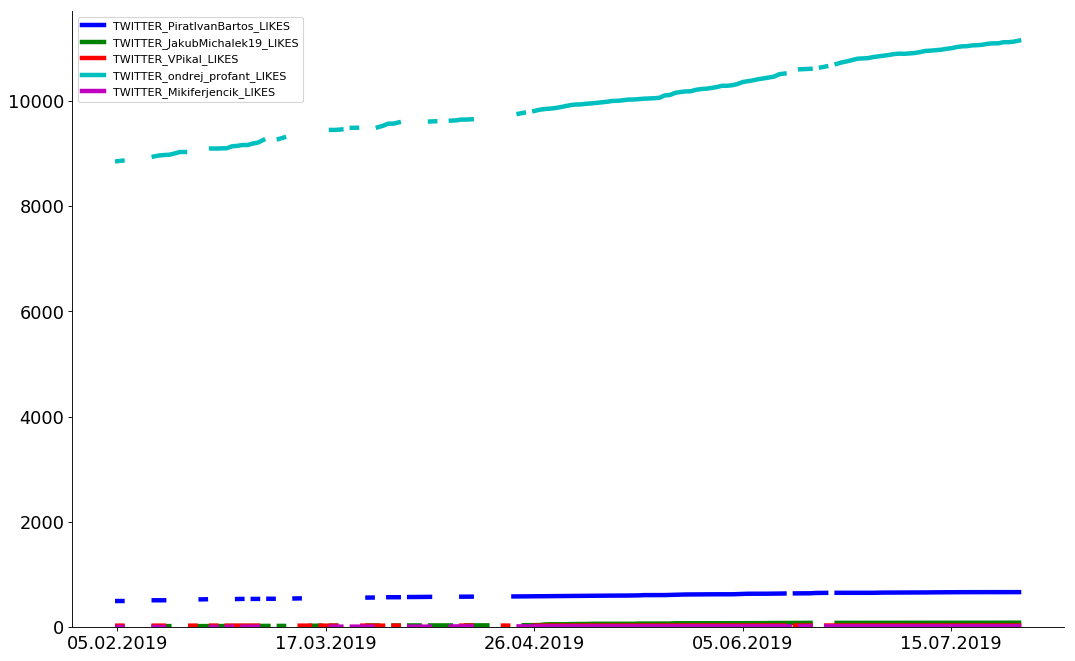 TWITTER_PiratIvanBartos_LIKES
TWITTER_JakubMichalek19_LIKES
TWITTER_VPikal_LIKES
TWITTER_ondrej_profant_LIKES
TWITTER_Mikiferjencik_LIKES
10000
8000
6000
4000
2000
0
05.02.2019 17.03.2019 26.04.2019 05.06.2019 15.07.2019